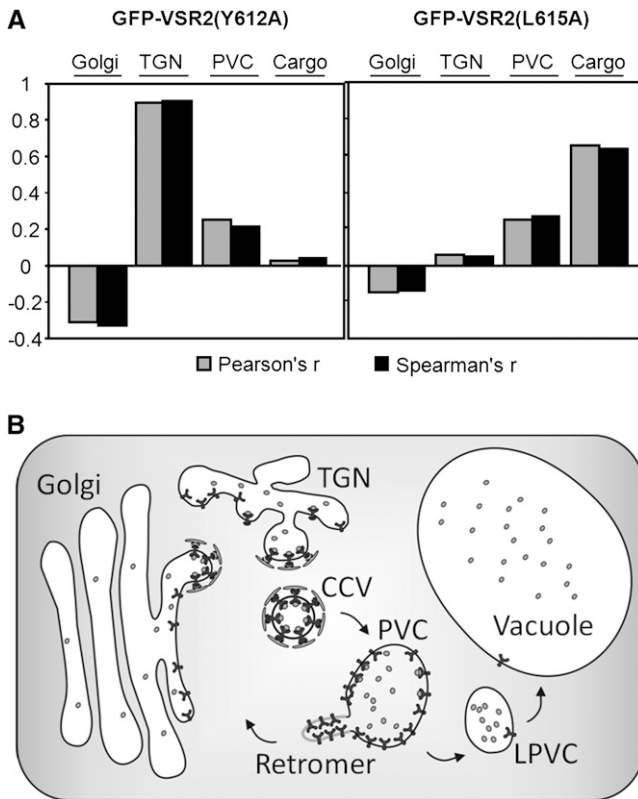 A
GFP-VSR2(Y612A) GFP-VSR2(L615A)
Golgi TGN PVC Cargo Golgi TGN PVC Cargo
1
0.8
0.6
0.4
0.2
0
-0.2
-0.4
Pearson's r Spearman's r
B
Golgi
TGN
CCV
PVC
Vacuole
Retromer
LPVC